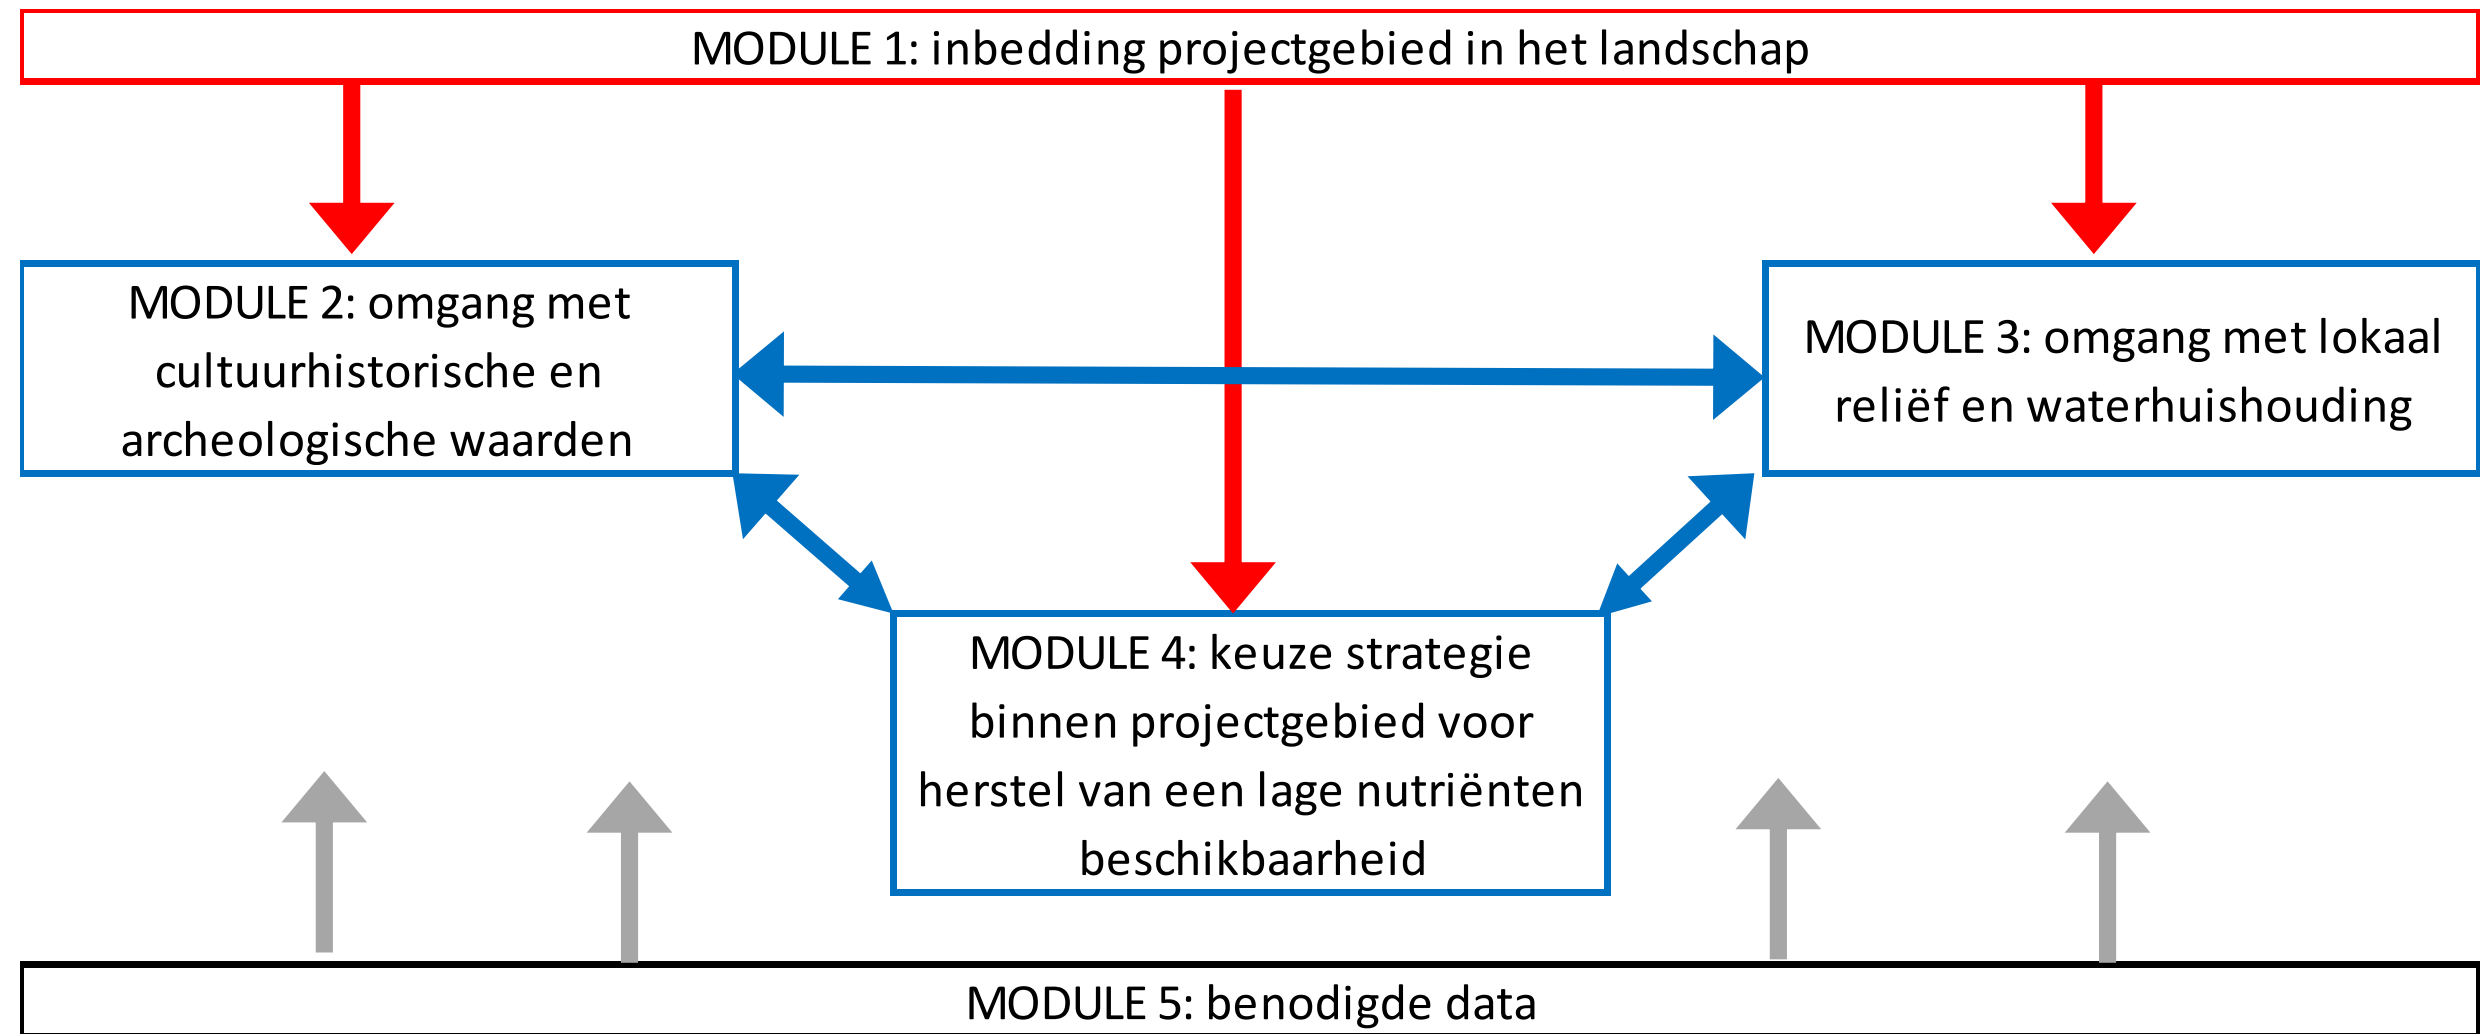 MODULE 1: inbedding projectgebied in het landschap
MODULE 2: omgang met
cultuurhistorische en
archeologische waarden
MODULE 3: omgang met lokaal
reliëf en waterhuishouding
MODULE 4: keuze strategie
binnen projectgebied voor
herstel van een lage nutriënten
beschikbaarheid
MODULE 5: benodigde data